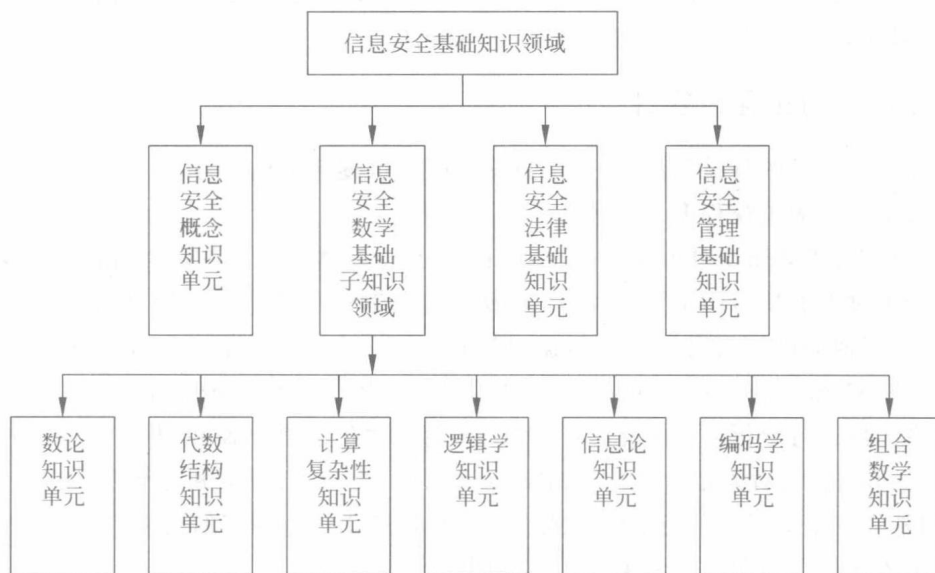 信息安全基础知识领域
信息
安全
概念
知识
单元
信息
安全
数学
基础
子知识
领域
信息
安全
法律
基础
知识
单元
信息
安全
管理
基础
知识
单元
数论
知识
单元
代数
结构
知识
单元
计算
复杂性
知识
单元
逻辑学
知识
单元
信息论
知识
单元
编码学
知识
单元
组合
数学
知识
单元